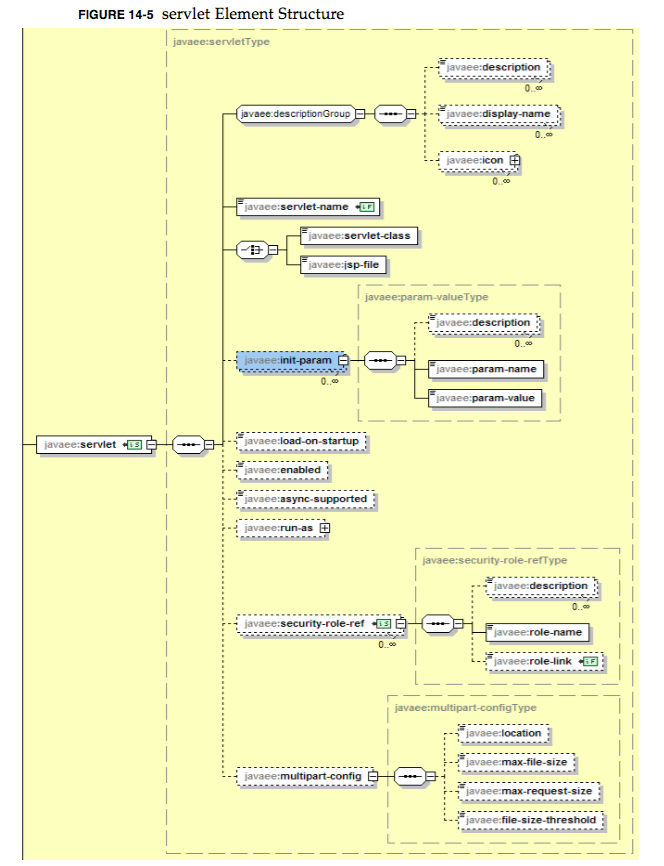 FIGURE 14-5 servlet Element Structure
javaee:servletType
javaee:description
0..∞
javaee:descriptionGroup
javaee:display-name
0..∞
javaee:icon
0..∞
javaee:servlet-name
javaee:servlet-class
javaee:jsp-file
javaee:param-valueType
javaee:description
0..∞
javaee:init-param
0..∞
javaee:param-name
javaee:param-value
javaee:servlet
javaee:load-on-startup
javaee:enabled
javaee:async-supported
javaee:run-as
javaee:security-role-refType
javaee:description
0..∞
javaee:security-role-ref
0..∞
javaee:role-name
javaee:role-link
javaee:multipart-configType
javaee:location
javaee:max-file-size
javaee:multipart-config
javaee:max-request-size
javaee:file-size-threshold